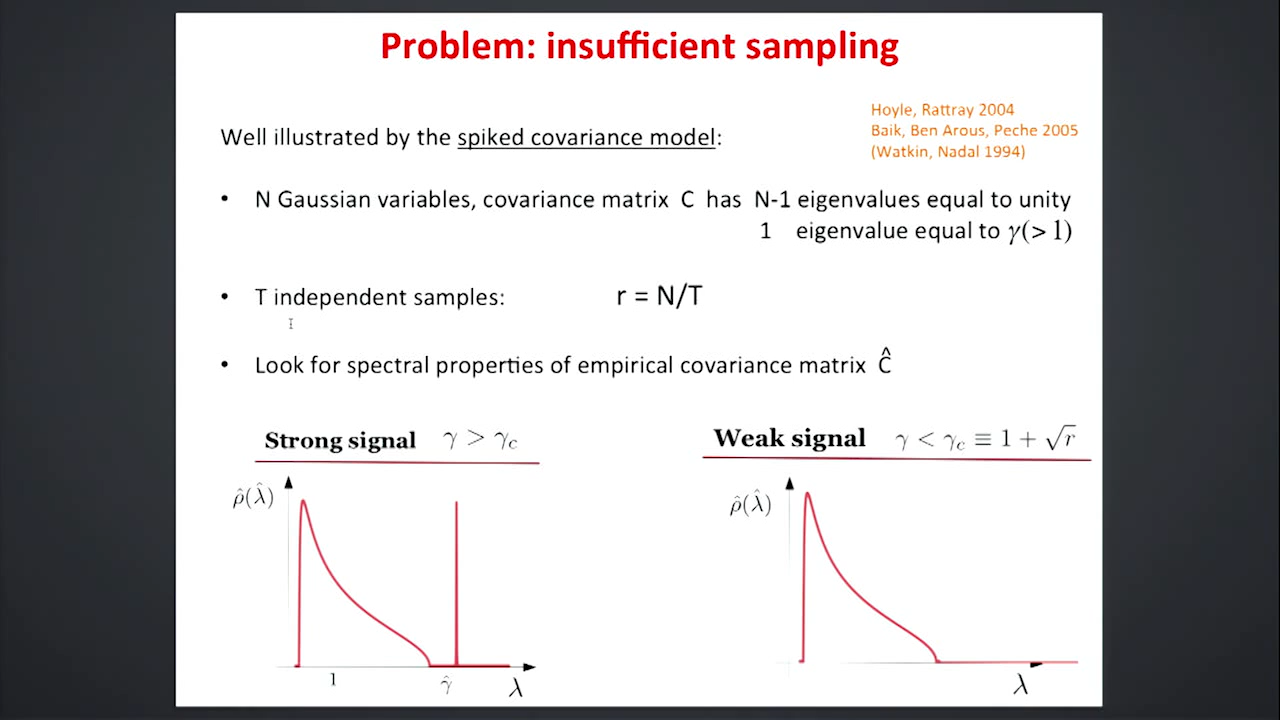 Problem: insufficient sampling
Hoyle, Rattray 2004
Baik, Ben Arous, Peche 2005
(Watkin, Nadal 1994)
Well illustrated by the spiked covariance model:
• N Gaussian variables, covariance matrix C has N-1 eigenvalues equal to unity
1 eigenvalue equal to γ(> 1)
• T independent samples: r = N/T
• Look for spectral properties of empirical covariance matrix Ĉ
Strong signal γ > γ_c
Weak signal γ < γ_c ≡ 1 + √r
ρ̂(λ̂)
1
γ̂
λ
ρ̂(λ̂)
λ